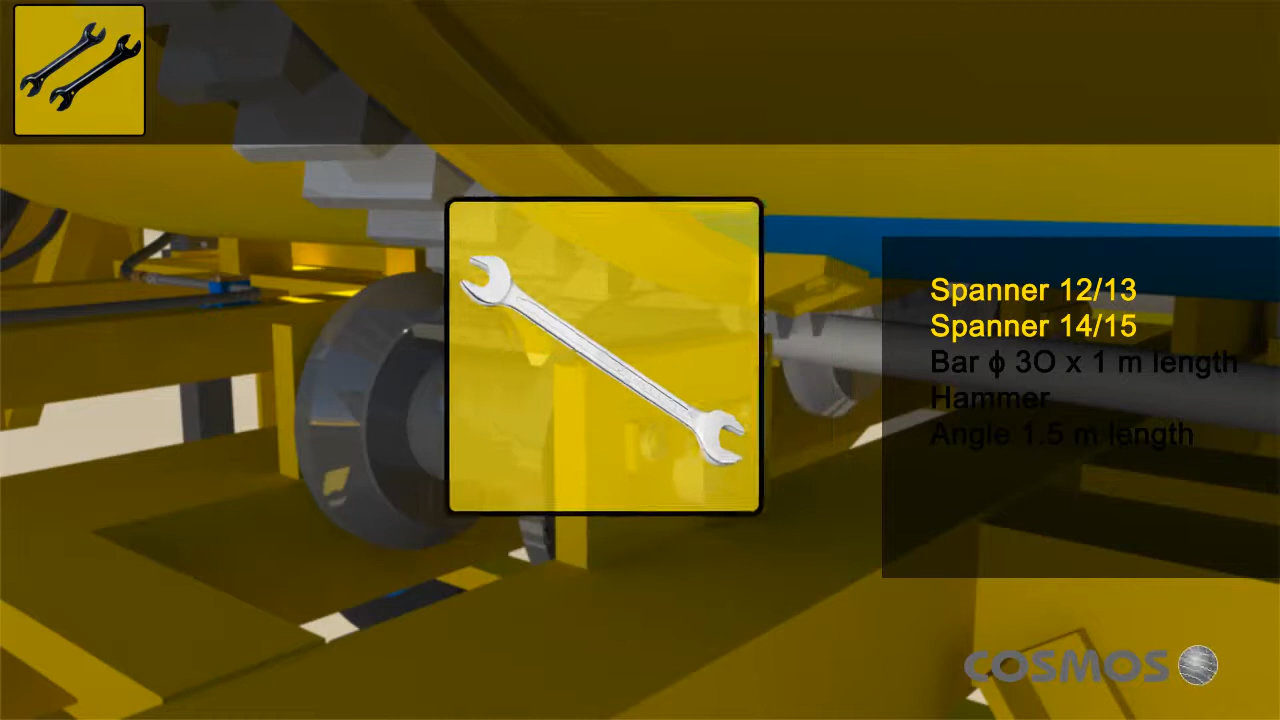 Spanner 12/13
Spanner 14/15
Bar ϕ 3O x 1 m length
Hammer
Angle 1.5 m length
COSMOS